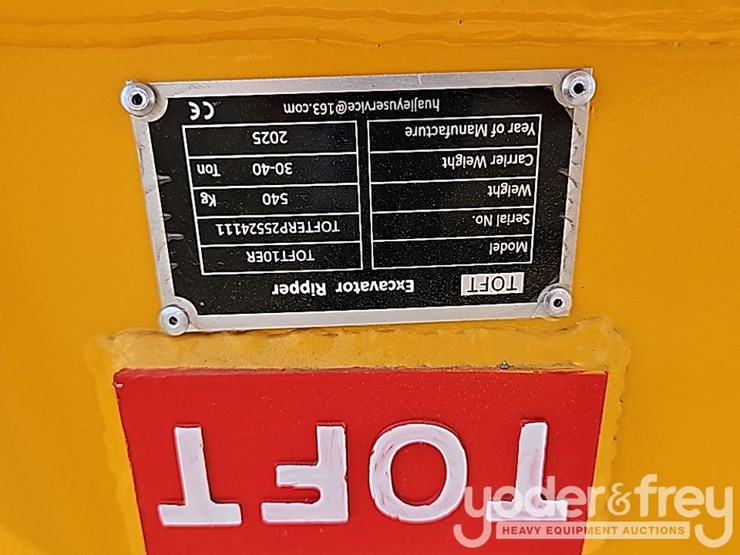 TOFT Excavator Ripper
Model TOFT10ER
Serial No. TOFTERP25524111
Weight 540 Kg
Carrier Weight 30-40 Ton
Year of Manufacture 2025
huajieyuservice@163.com CE
TOFT
yoder&frey
HEAVY EQUIPMENT AUCTIONS